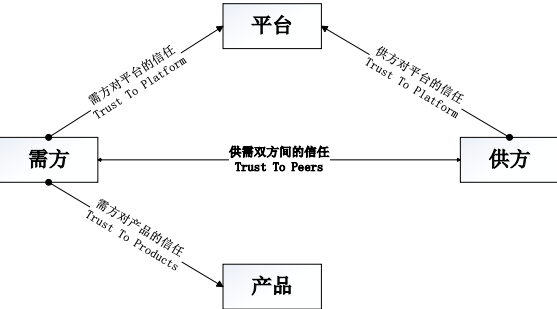 平台
需方对平台的信任
Trust To Platform
供方对平台的信任
Trust To Platform
需方
供需双方间的信任
Trust To Peers
供方
需方对产品的信任
Trust To Products
产品